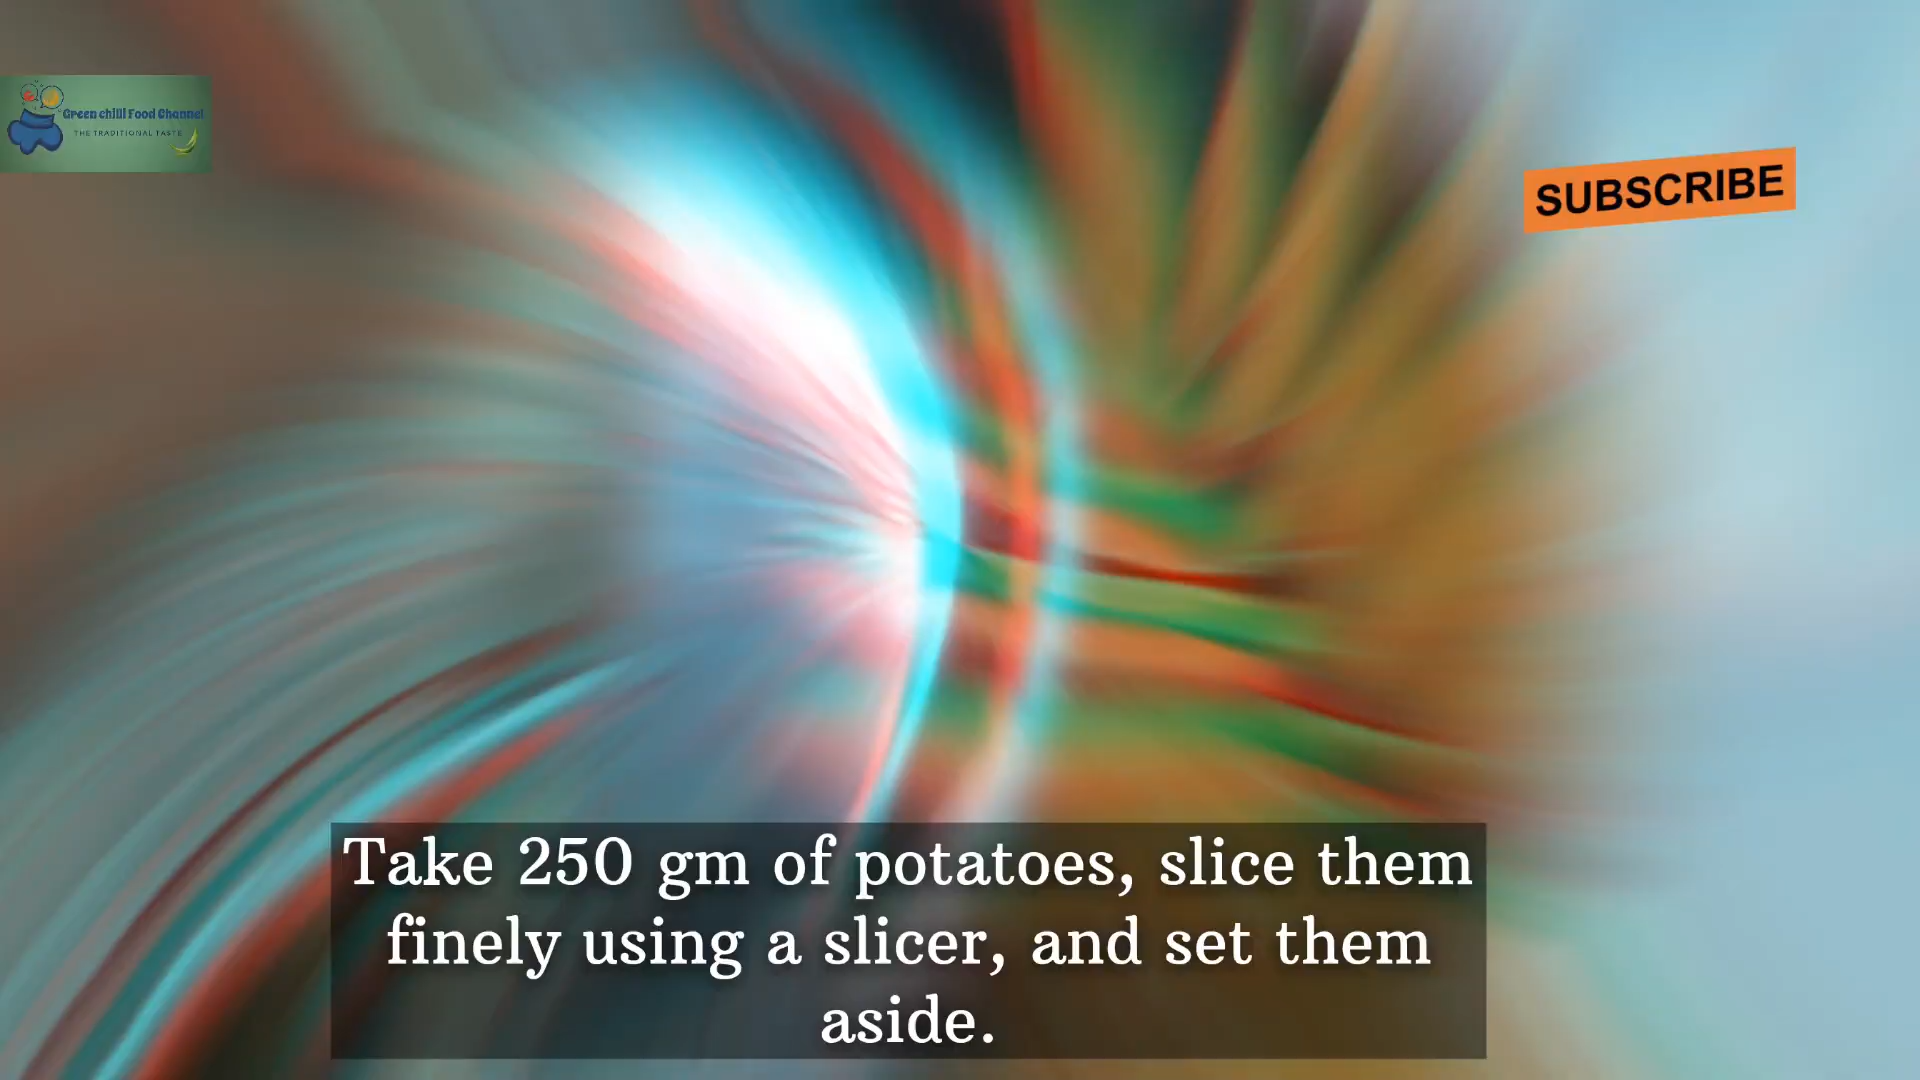 Green chilli Food Channel
THE TRADITIONAL TASTE
SUBSCRIBE
Take 250 gm of potatoes, slice them
finely using a slicer, and set them
aside.